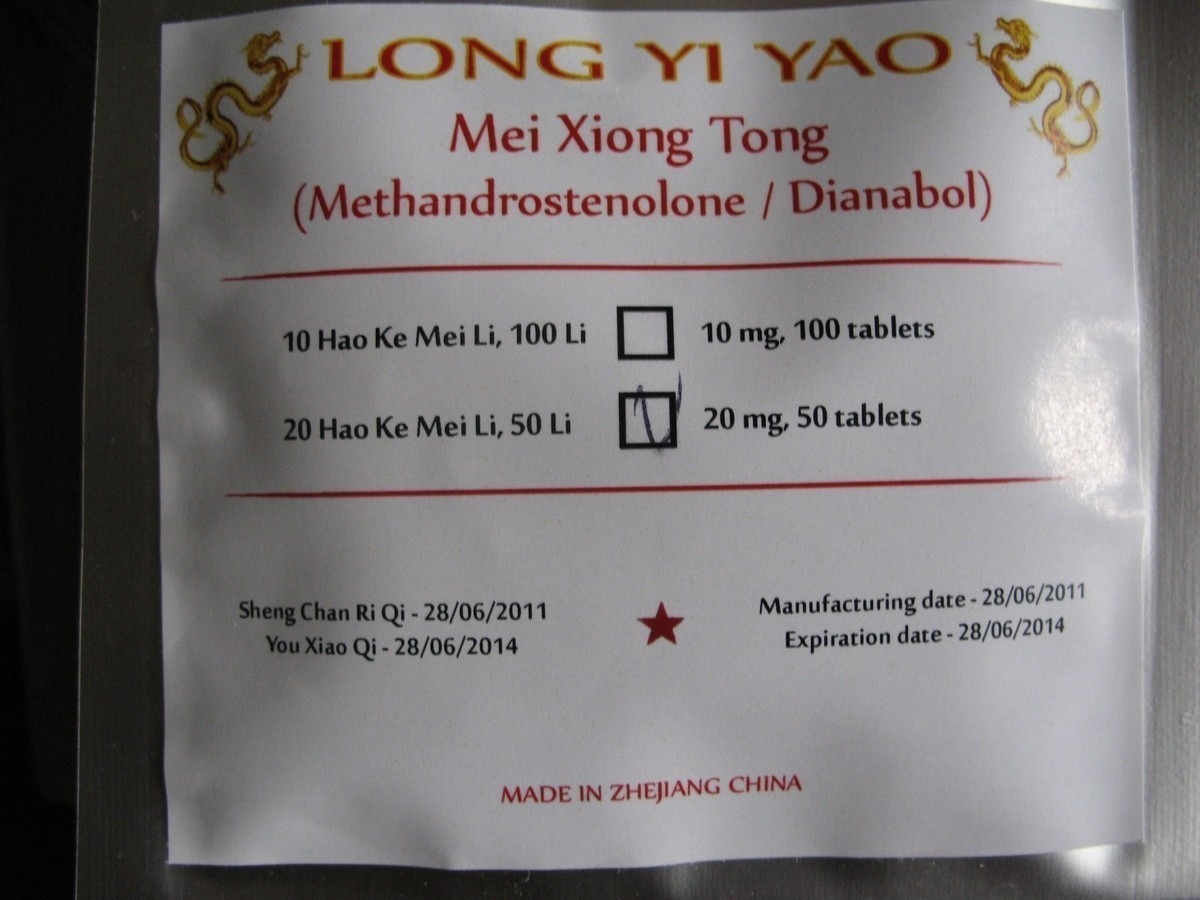 LONG YI YAO
Mei Xiong Tong
(Methandrostenolone / Dianabol)
10 Hao Ke Mei Li, 100 Li 10 mg, 100 tablets
20 Hao Ke Mei Li, 50 Li 20 mg, 50 tablets
Sheng Chan Ri Qi - 28/06/2011 Manufacturing date - 28/06/2011
You Xiao Qi - 28/06/2014 Expiration date - 28/06/2014
MADE IN ZHEJIANG CHINA